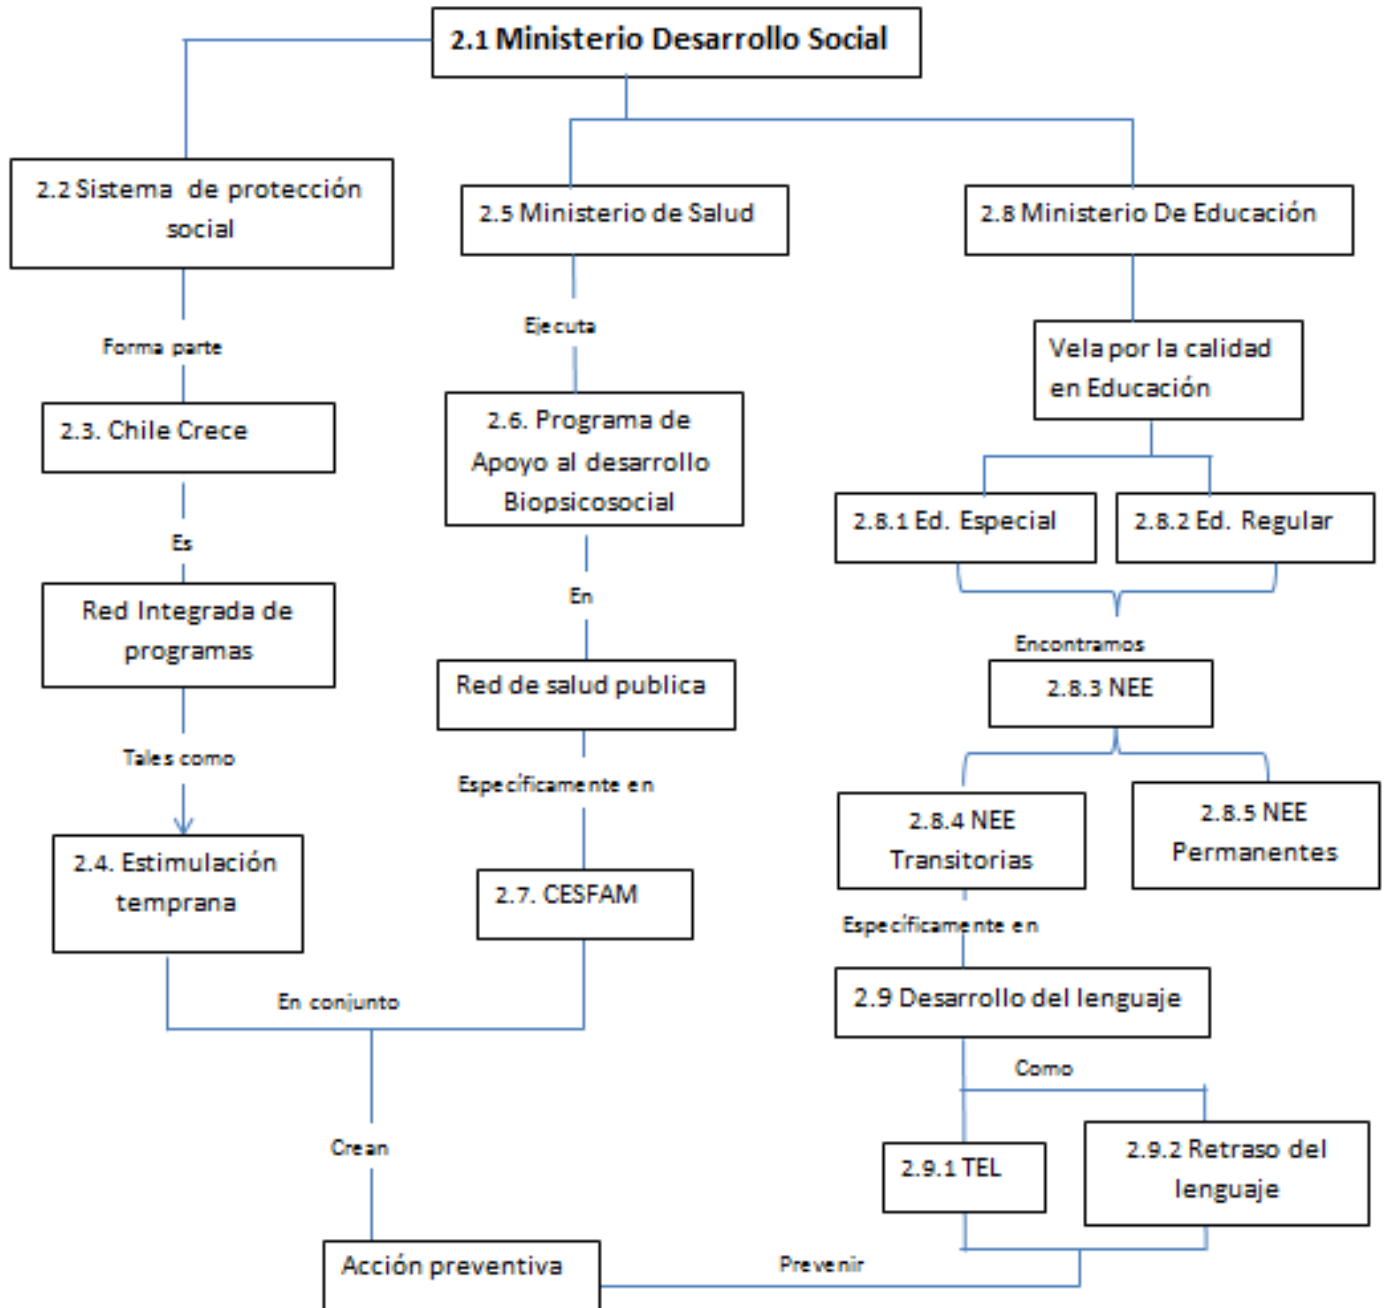 2.1 Ministerio Desarrollo Social
2.2 Sistema de protección
social
Forma parte
2.3. Chile Crece
Es
Red Integrada de
programas
Tales como
2.4. Estimulación
temprana
2.5 Ministerio de Salud
Ejecuta
2.6. Programa de
Apoyo al desarrollo
Biopsicosocial
En
Red de salud publica
Específicamente en
2.7. CESFAM
En conjunto
Crean
Acción preventiva
2.8 Ministerio De Educación
Vela por la calidad
en Educación
2.8.1 Ed. Especial
2.8.2 Ed. Regular
Encontramos
2.8.3 NEE
2.8.4 NEE
Transitorias
2.8.5 NEE
Permanentes
Específicamente en
2.9 Desarrollo del lenguaje
Como
2.9.1 TEL
2.9.2 Retraso del
lenguaje
Prevenir